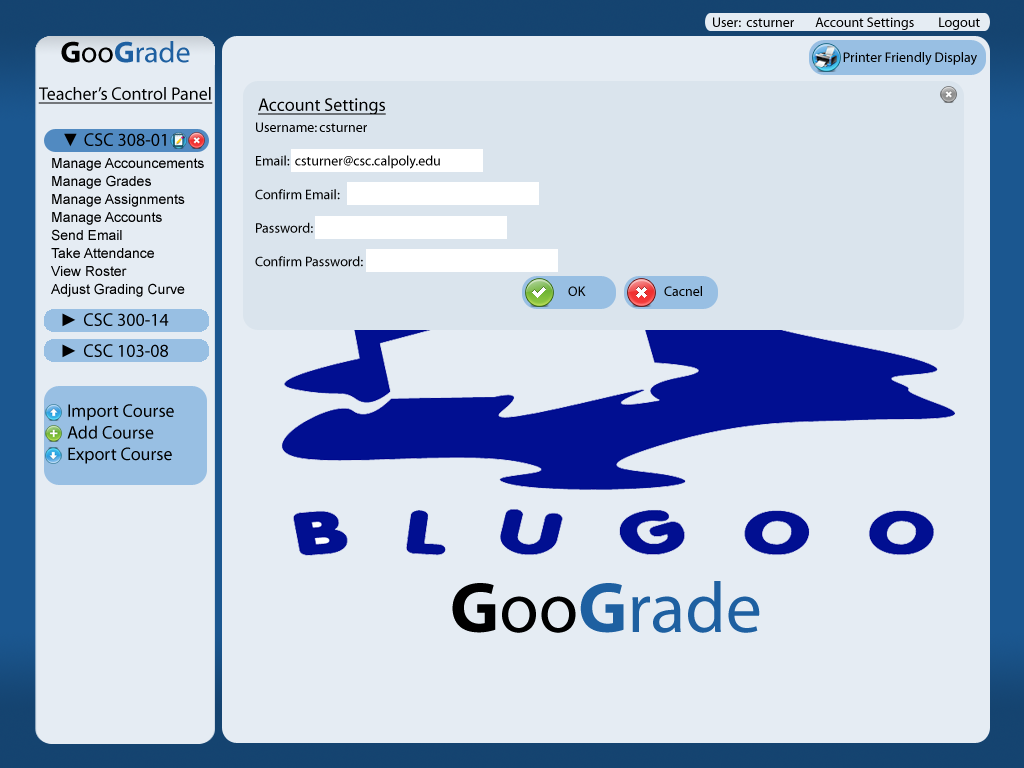 User: csturner Account Settings Logout
GooGrade
Printer Friendly Display
Teacher's Control Panel
CSC 308-01
Manage Accouncements
Manage Grades
Manage Assignments
Manage Accounts
Send Email
Take Attendance
View Roster
Adjust Grading Curve
CSC 300-14
CSC 103-08
Import Course
Add Course
Export Course
Account Settings
Username: csturner
Email: csturner@csc.calpoly.edu
Confirm Email:
Password:
Confirm Password:
OK Cacnel
BLUGOO
GooGrade